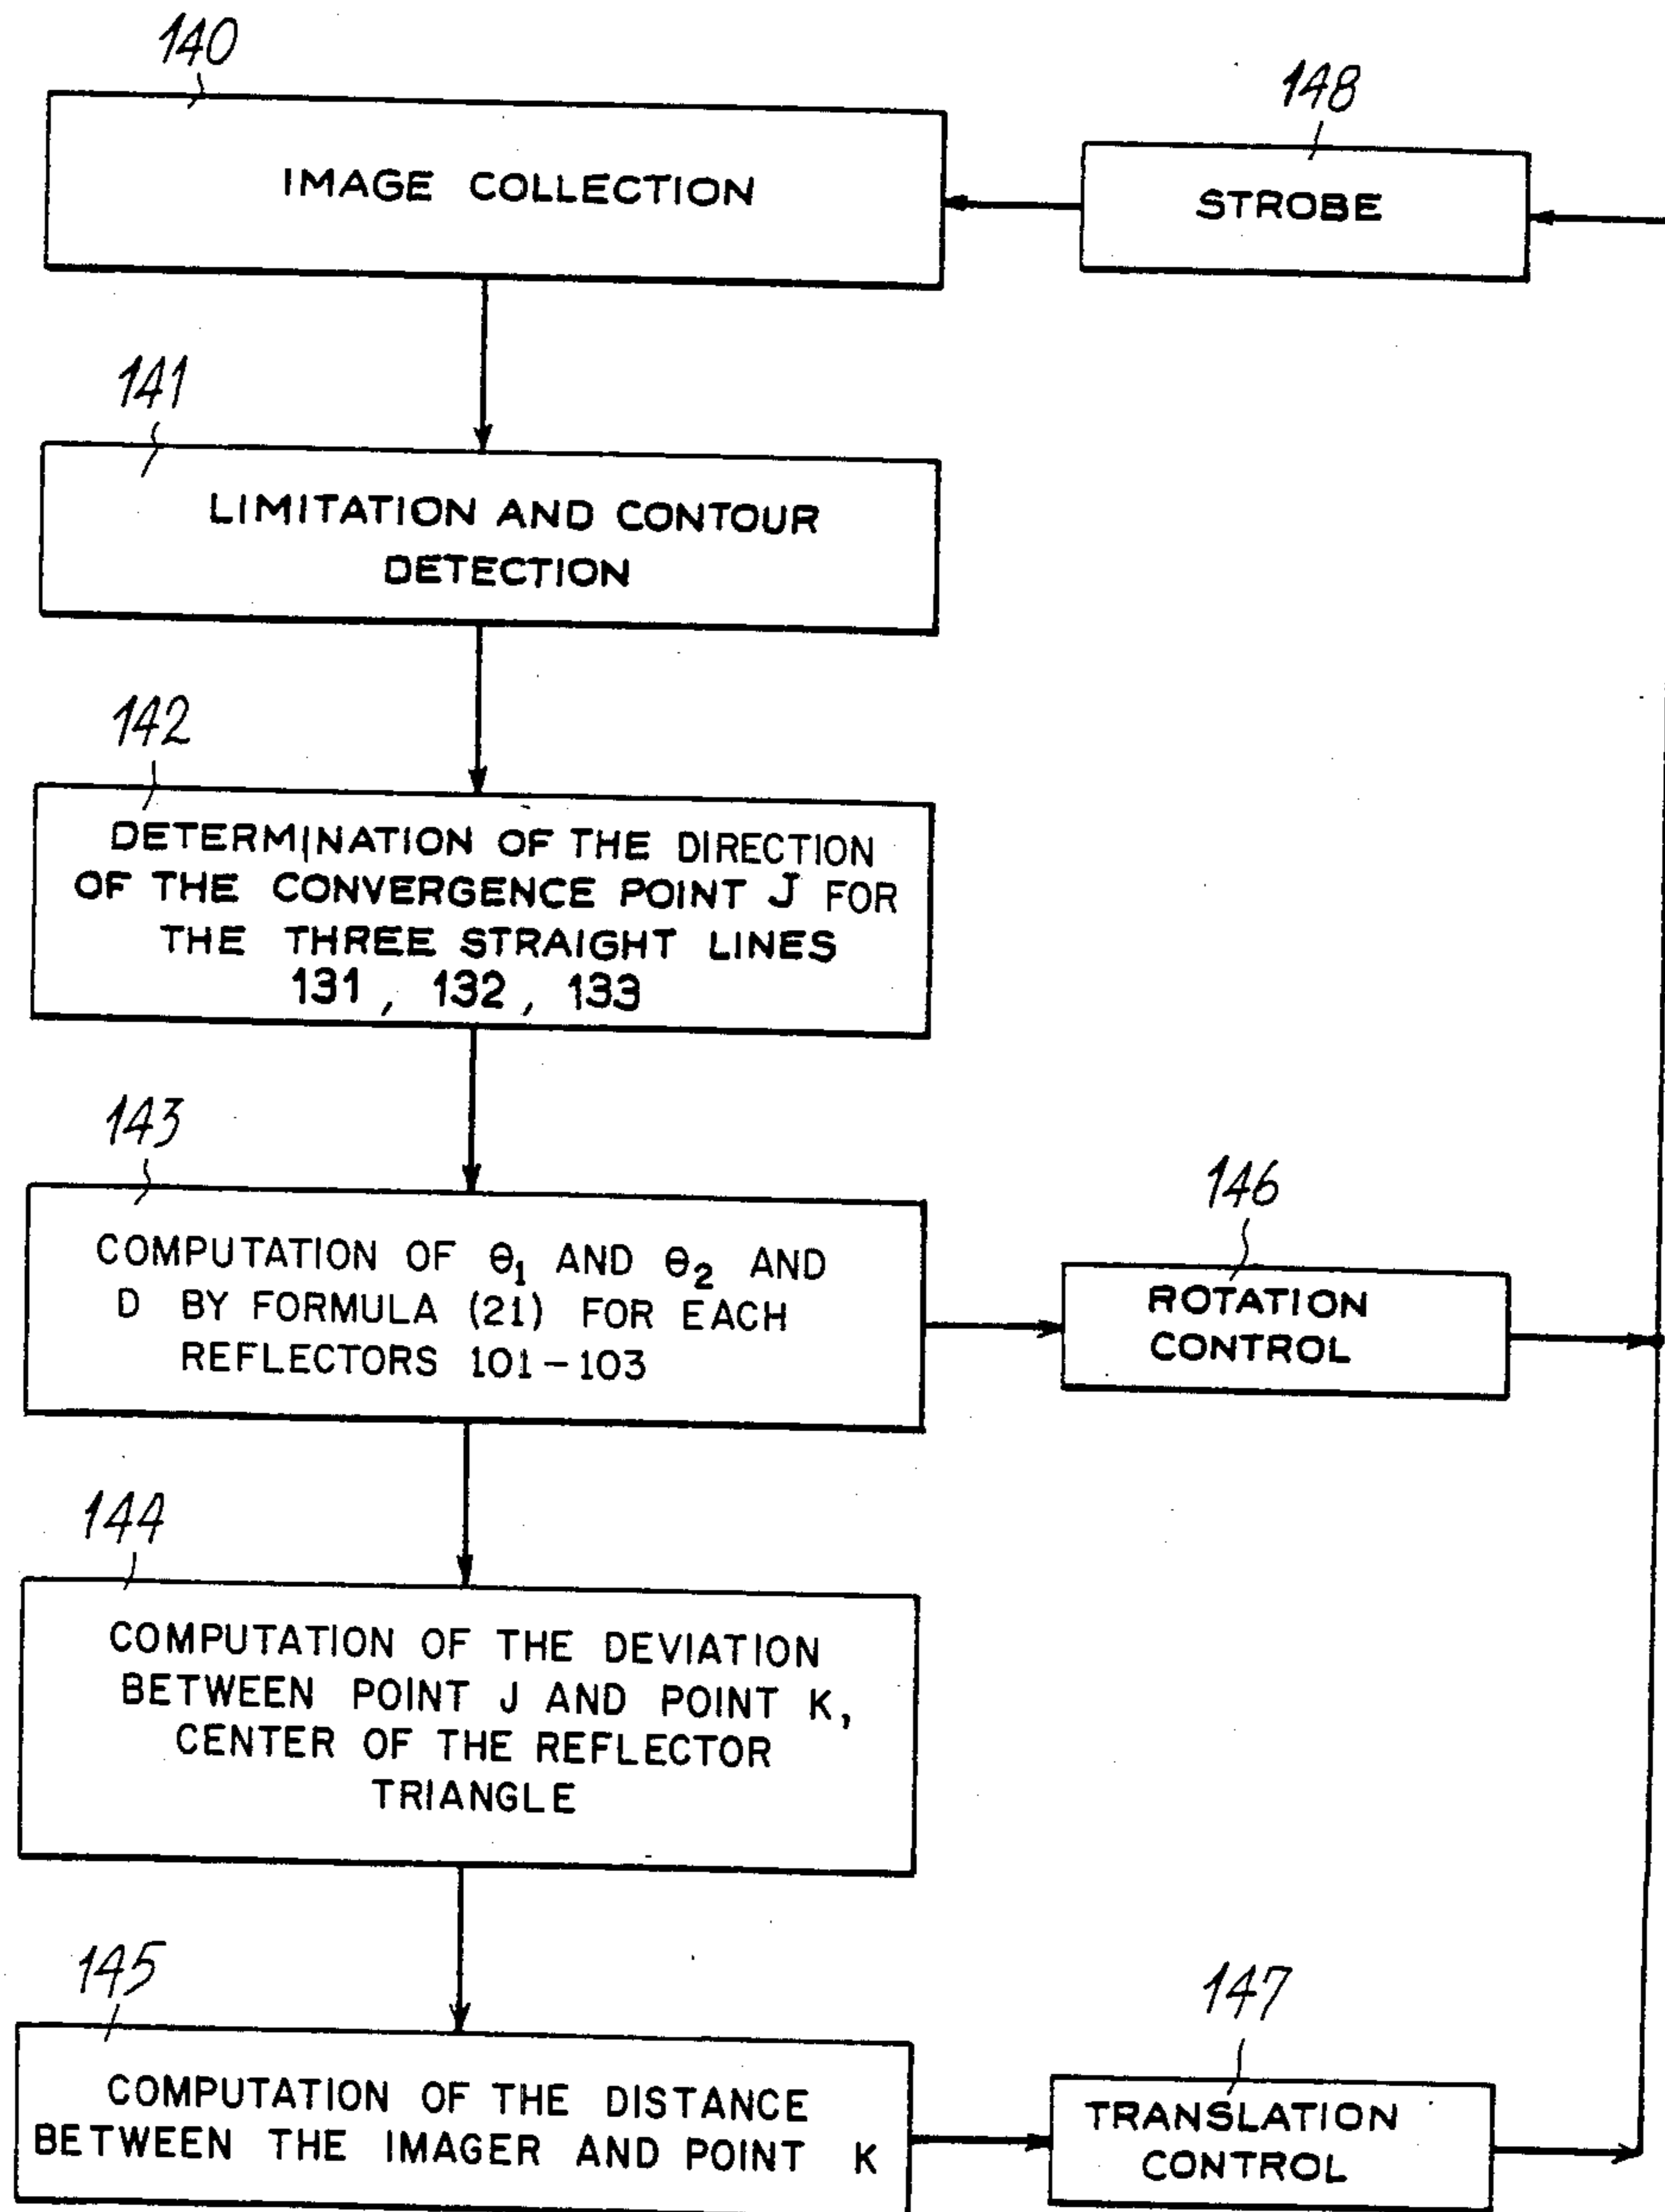 140
IMAGE COLLECTION
148
STROBE
141
LIMITATION AND CONTOUR
DETECTION
142
DETERMINATION OF THE DIRECTION
OF THE CONVERGENCE POINT J FOR
THE THREE STRAIGHT LINES
131 , 132 , 133
143
COMPUTATION OF θ₁ AND θ₂ AND
D BY FORMULA (21) FOR EACH
REFLECTORS 101-103
146
ROTATION
CONTROL
144
COMPUTATION OF THE DEVIATION
BETWEEN POINT J AND POINT K,
CENTER OF THE REFLECTOR
TRIANGLE
145
COMPUTATION OF THE DISTANCE
BETWEEN THE IMAGER AND POINT K
147
TRANSLATION
CONTROL